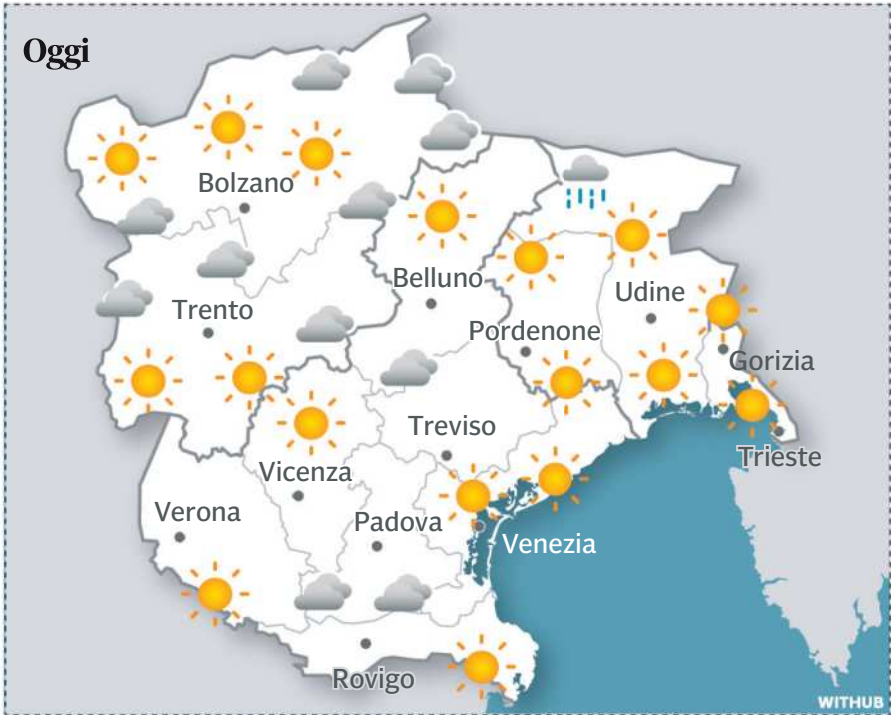 Oggi
Bolzano
Belluno
Udine
Trento
Pordenone
Gorizia
Treviso
Trieste
Vicenza
Verona
Padova
Venezia
Rovigo
WITHUB